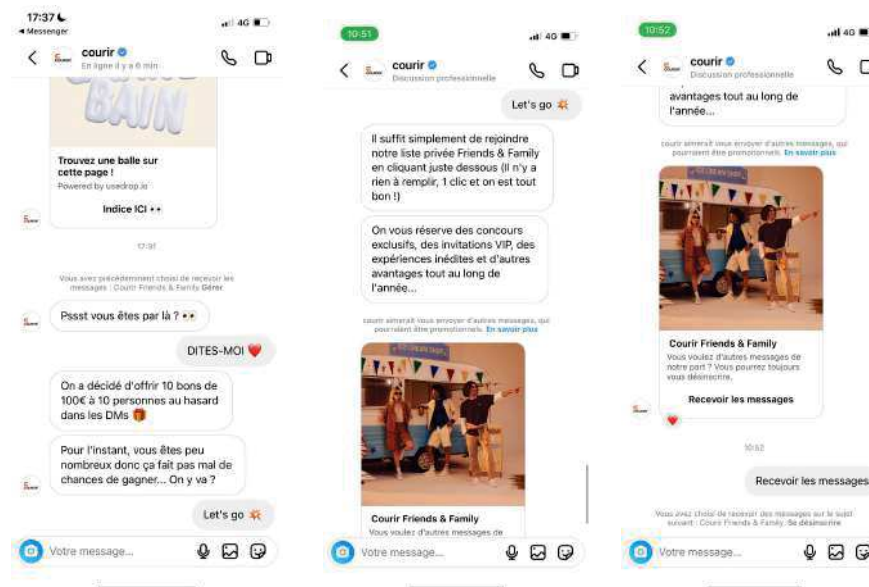 17:37
4G
◀ Messenger
courir
En ligne il y a 6 min
BAIN
Trouvez une balle sur
cette page !
Powered by usedrop.io
Indice ICI 👀
Vous avez précédemment choisi de recevoir les
messages : Courir Friends & Family Gérer
Pssst vous êtes par là ? 👀
DITES-MOI ❤️
On a décidé d'offrir 10 bons de
100€ à 10 personnes au hasard
dans les DMs 🎁
Pour l'instant, vous êtes peu
nombreux donc ça fait pas mal de
chances de gagner... On y va ?
Let's go 💥
Votre message...
10:51
4G
courir
Discussion professionnelle
Let's go 💥
Il suffit simplement de rejoindre
notre liste privée Friends & Family
en cliquant juste dessous (Il n'y a
rien à remplir, 1 clic et on est tout
bon !)
On vous réserve des concours
exclusifs, des invitations VIP, des
expériences inédites et d'autres
avantages tout au long de
l'année...
courir aimerait vous envoyer d'autres messages, qui
pourraient être promotionnels. En savoir plus
Courir Friends & Family
Vous voulez d'autres messages de
Votre message...
10:52
4G
courir
Discussion professionnelle
avantages tout au long de
l'année...
courir aimerait vous envoyer d'autres messages, qui
pourraient être promotionnels. En savoir plus
Courir Friends & Family
Vous voulez d'autres messages de
notre part ? Vous pourrez toujours
vous désinscrire.
Recevoir les messages
10:52
Recevoir les messages
Vous avez choisi de recevoir des messages sur le sujet
suivant : Courir Friends & Family. Se désinscrire
Votre message...